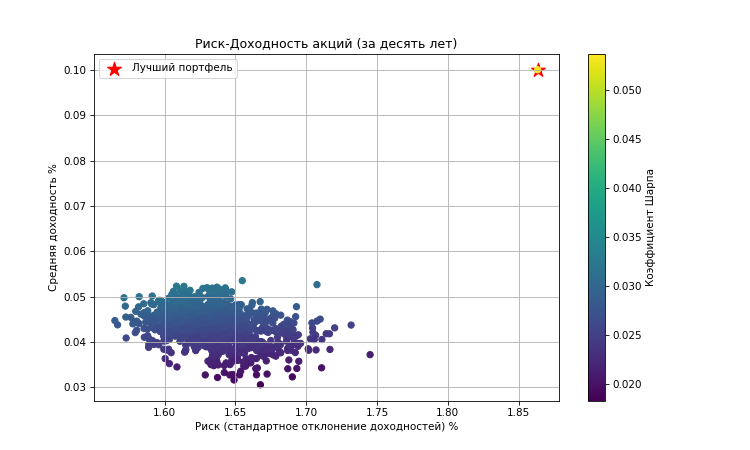 Риск-Доходность акций (за десять лет)
Лучший портфель
Средняя доходность %
0.10
0.09
0.08
0.07
0.06
0.05
0.04
0.03
1.60 1.65 1.70 1.75 1.80 1.85
Риск (стандартное отклонение доходностей) %
0.050
0.045
0.040
0.035
0.030
0.025
0.020
Коэффициент Шарпа